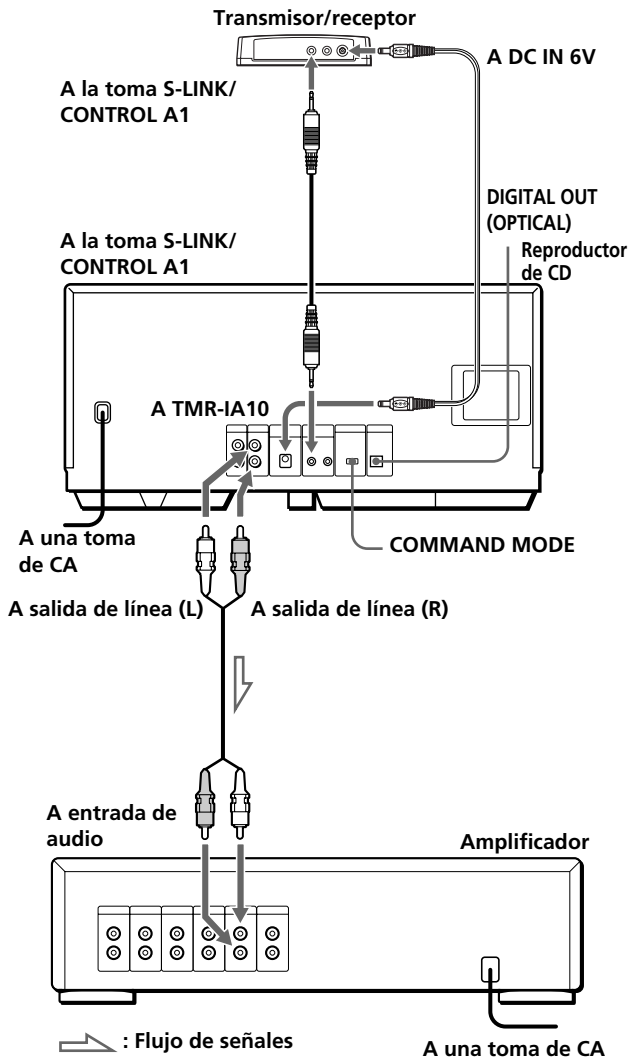 Transmisor/receptor
A DC IN 6V
A la toma S-LINK/
CONTROL A1
DIGITAL OUT
(OPTICAL)
Reproductor
de CD
A la toma S-LINK/
CONTROL A1
A TMR-IA10
A una toma
de CA
COMMAND MODE
A salida de línea (L)
A salida de línea (R)
A entrada de
audio
Amplificador
: Flujo de señales
A una toma de CA